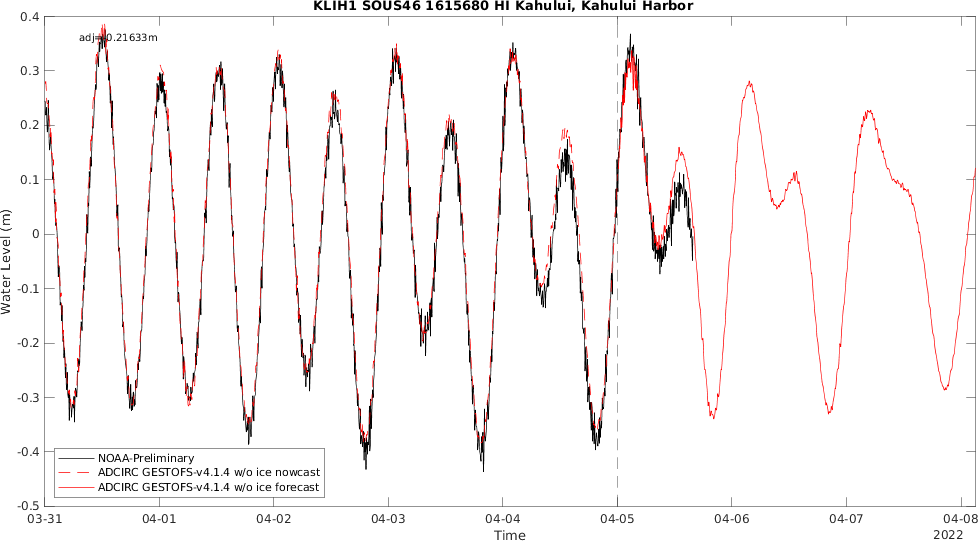 KLIH1 SOUS46 1615680 HI Kahului, Kahului Harbor
0.4
0.3
0.2
0.1
0
-0.1
-0.2
-0.3
-0.4
-0.5
Water Level (m)
NOAA-Preliminary
ADCIRC GESTOFS-v4.1.4 w/o ice nowcast
ADCIRC GESTOFS-v4.1.4 w/o ice forecast
03-31 04-01 04-02 04-03 04-04 04-05 04-06 04-07 04-08
Time
2022